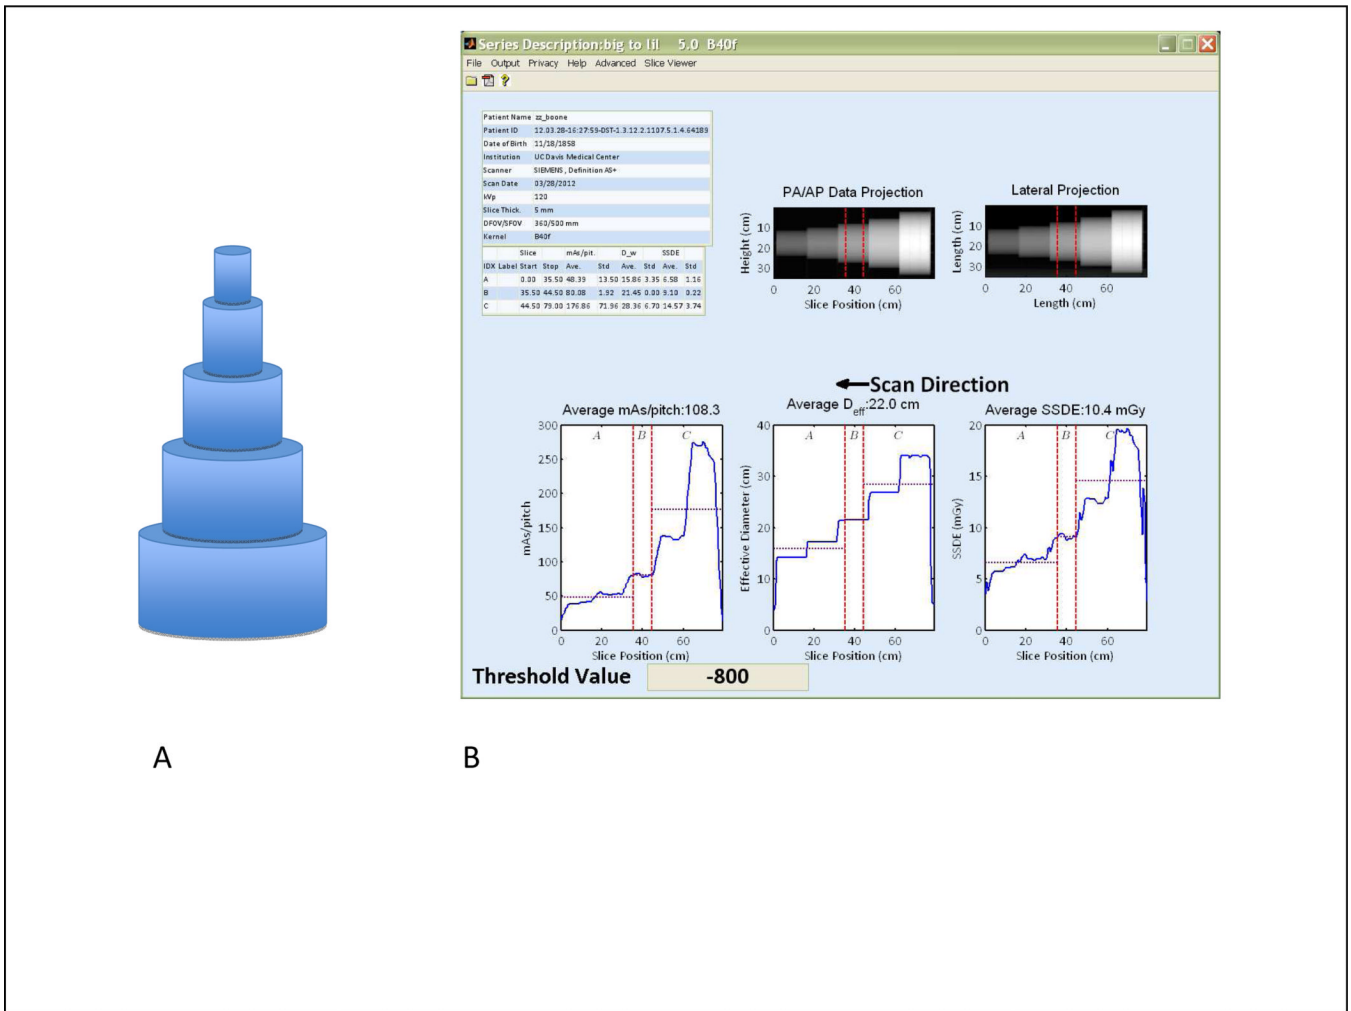 Series Description:big to lil 5.0 B40f
File Output Privacy Help Advanced Slice Viewer
Patient Name zz_boone
Patient ID 12.03.28-16:27:59-DST-1.3.12.2.1107.5.1.4.64189
Date of Birth 11/18/1858
Institution UC Davis Medical Center
Scanner SIEMENS , Definition AS+
Scan Date 03/28/2012
kVp 120
Slice Thick. 5 mm
DFOV/SFOV 360/500 mm
Kernel B40f
Slice mAs/pit. D_w SSDE
IDX Label Start Stop Ave. Std Ave. Std Ave. Std
A 0.00 35.50 48.39 13.50 15.86 3.35 6.58 1.16
B 35.50 44.50 80.08 1.92 21.45 0.00 9.10 0.22
C 44.50 79.00 176.86 71.96 28.36 6.70 14.57 3.74
PA/AP Data Projection
Height (cm)
10
20
30
0 20 40 60
Slice Position (cm)
Lateral Projection
Length (cm)
10
20
30
0 20 40 60
Length (cm)
Scan Direction
Average mAs/pitch:108.3
mAs/pitch
300
250
200
150
100
50
0
A B C
0 20 40 60
Slice Position (cm)
Average Deff:22.0 cm
Effective Diameter (cm)
40
30
20
10
0
A B C
0 20 40 60
Slice Position (cm)
Average SSDE:10.4 mGy
SSDE (mGy)
20
15
10
5
0
A B C
0 20 40 60
Slice Position (cm)
Threshold Value -800
A B